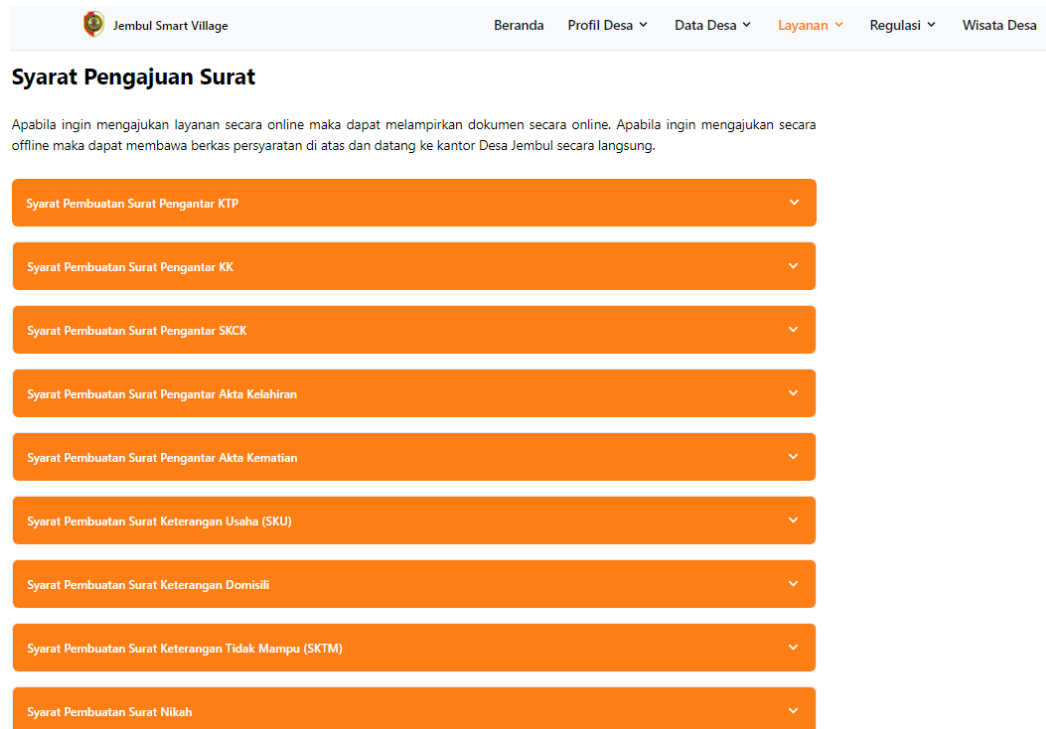 Jembul Smart Village
Beranda Profil Desa Data Desa Layanan Regulasi Wisata Desa
Syarat Pengajuan Surat
Apabila ingin mengajukan layanan secara online maka dapat melampirkan dokumen secara online. Apabila ingin mengajukan secara
offline maka dapat membawa berkas persyaratan di atas dan datang ke kantor Desa Jembul secara langsung.
Syarat Pembuatan Surat Pengantar KTP
Syarat Pembuatan Surat Pengantar KK
Syarat Pembuatan Surat Pengantar SKCK
Syarat Pembuatan Surat Pengantar Akta Kelahiran
Syarat Pembuatan Surat Pengantar Akta Kematian
Syarat Pembuatan Surat Keterangan Usaha (SKU)
Syarat Pembuatan Surat Keterangan Domisili
Syarat Pembuatan Surat Keterangan Tidak Mampu (SKTM)
Syarat Pembuatan Surat Nikah